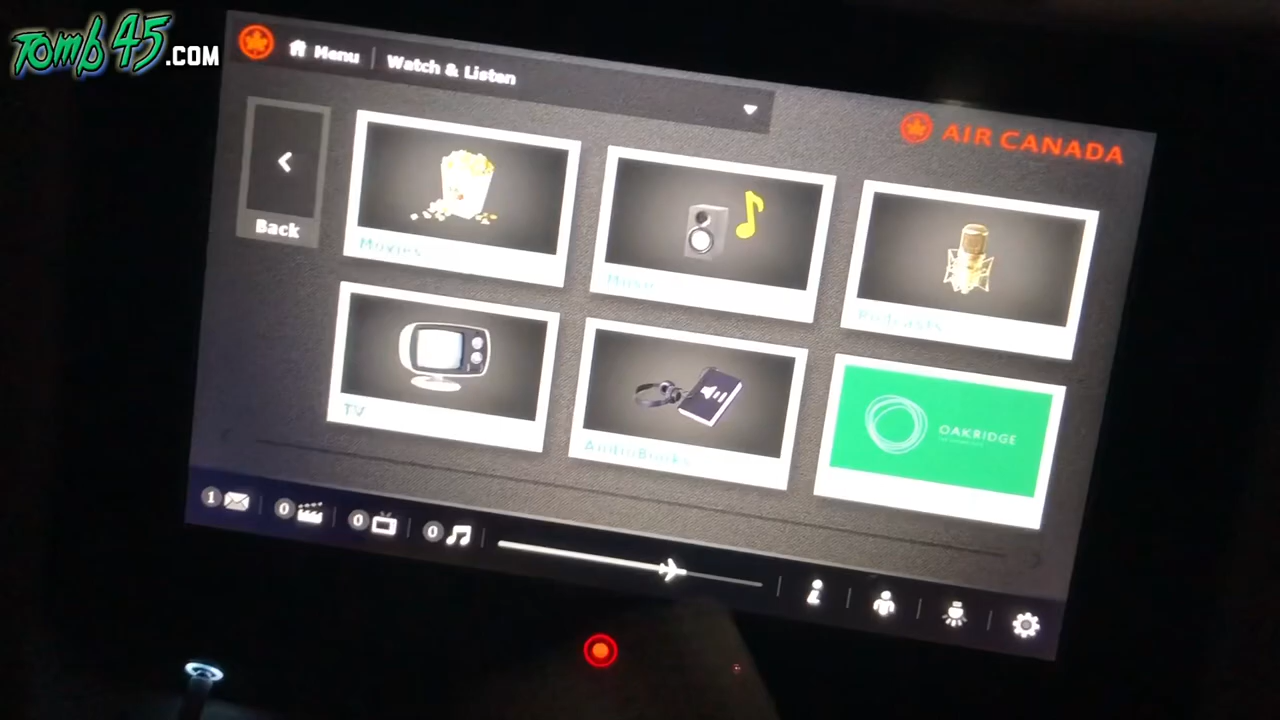 Tomb45.COM
Menu
Watch & Listen
AIR CANADA
Back
Movies
Music
Podcasts
TV
AudioBooks
OAKRIDGE
1
0
0
0